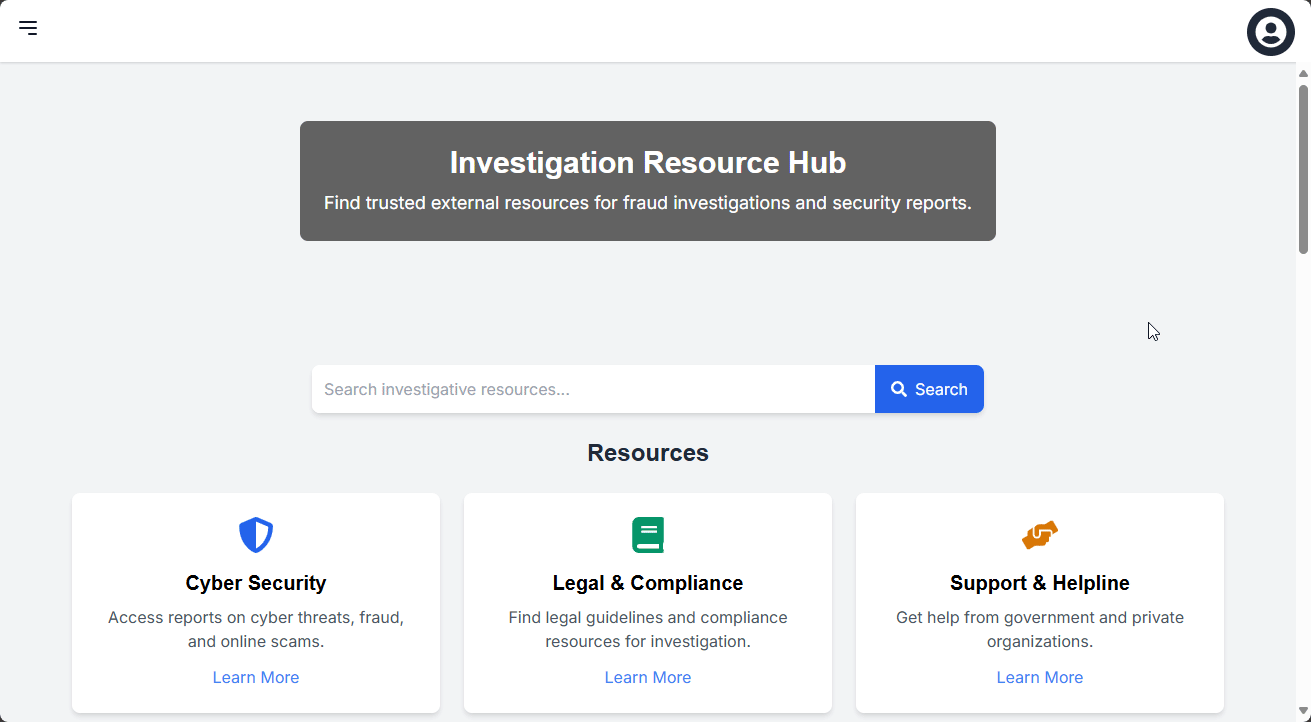 Investigation Resource Hub
Find trusted external resources for fraud investigations and security reports.
Search investigative resources...
Search
Resources
Cyber Security
Access reports on cyber threats, fraud,
and online scams.
Learn More
Legal & Compliance
Find legal guidelines and compliance
resources for investigation.
Learn More
Support & Helpline
Get help from government and private
organizations.
Learn More